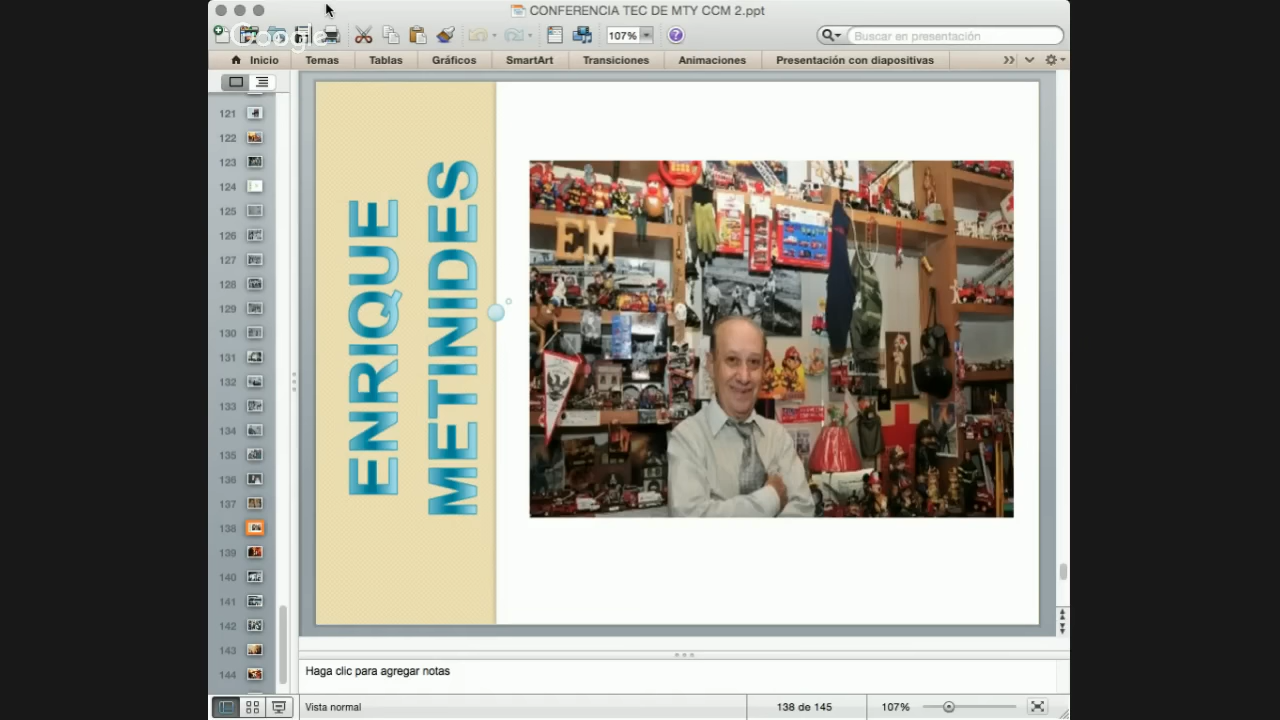 CONFERENCIA TEC DE MTY CCM 2.ppt
Google
107%
Buscar en presentación
Inicio Temas Tablas Gráficos SmartArt Transiciones Animaciones Presentación con diapositivas
121
122
123
124
125
126
127
128
129
130
131
132
133
134
135
136
137
138
139
140
141
142
143
144
ENRIQUE
METINIDES
EM
Haga clic para agregar notas
Vista normal
138 de 145
107%